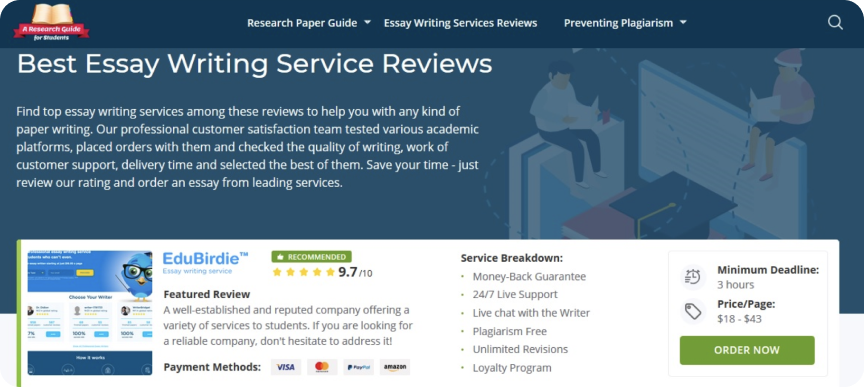 A Research Guide
for Students
Research Paper Guide
Essay Writing Services Reviews
Preventing Plagiarism
Best Essay Writing Service Reviews
Find top essay writing services among these reviews to help you with any kind of
paper writing. Our professional customer satisfaction team tested various academic
platforms, placed orders with them and checked the quality of writing, work of
customer support, delivery time and selected the best of them. Save your time - just
review our rating and order an essay from leading services.
Choose Your Writer
How it works
EduBirdie™
Essay writing service
RECOMMENDED
9.7/10
Featured Review
A well-established and reputed company offering a
variety of services to students. If you are looking for
a reliable company, don't hesitate to address it!
Payment Methods:
VISA
PayPal
amazon
Service Breakdown:
Money-Back Guarantee
24/7 Live Support
Live chat with the Writer
Plagiarism Free
Unlimited Revisions
Loyalty Program
Minimum Deadline:
3 hours
Price/Page:
$18 - $43
ORDER NOW